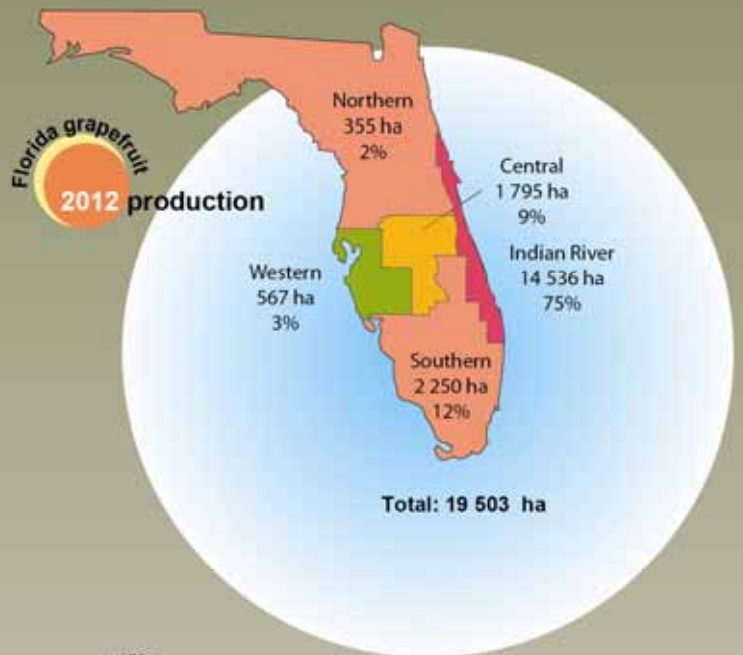 Florida grapefruit
2012 production
Northern
355 ha
2%
Central
1 795 ha
9%
Indian River
14 536 ha
75%
Western
567 ha
3%
Southern
2 250 ha
12%
Total: 19 503 ha